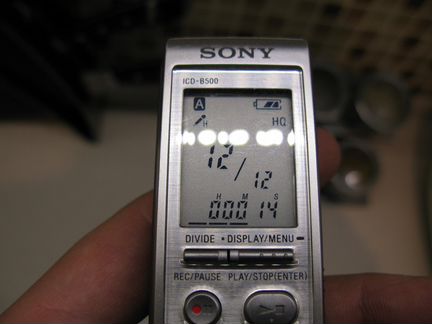 SONY
ICD-B500
A
H HQ
12/12
H M S
000 14
DIVIDE • DISPLAY/MENU –
REC/PAUSE PLAY/STOP(ENTER)